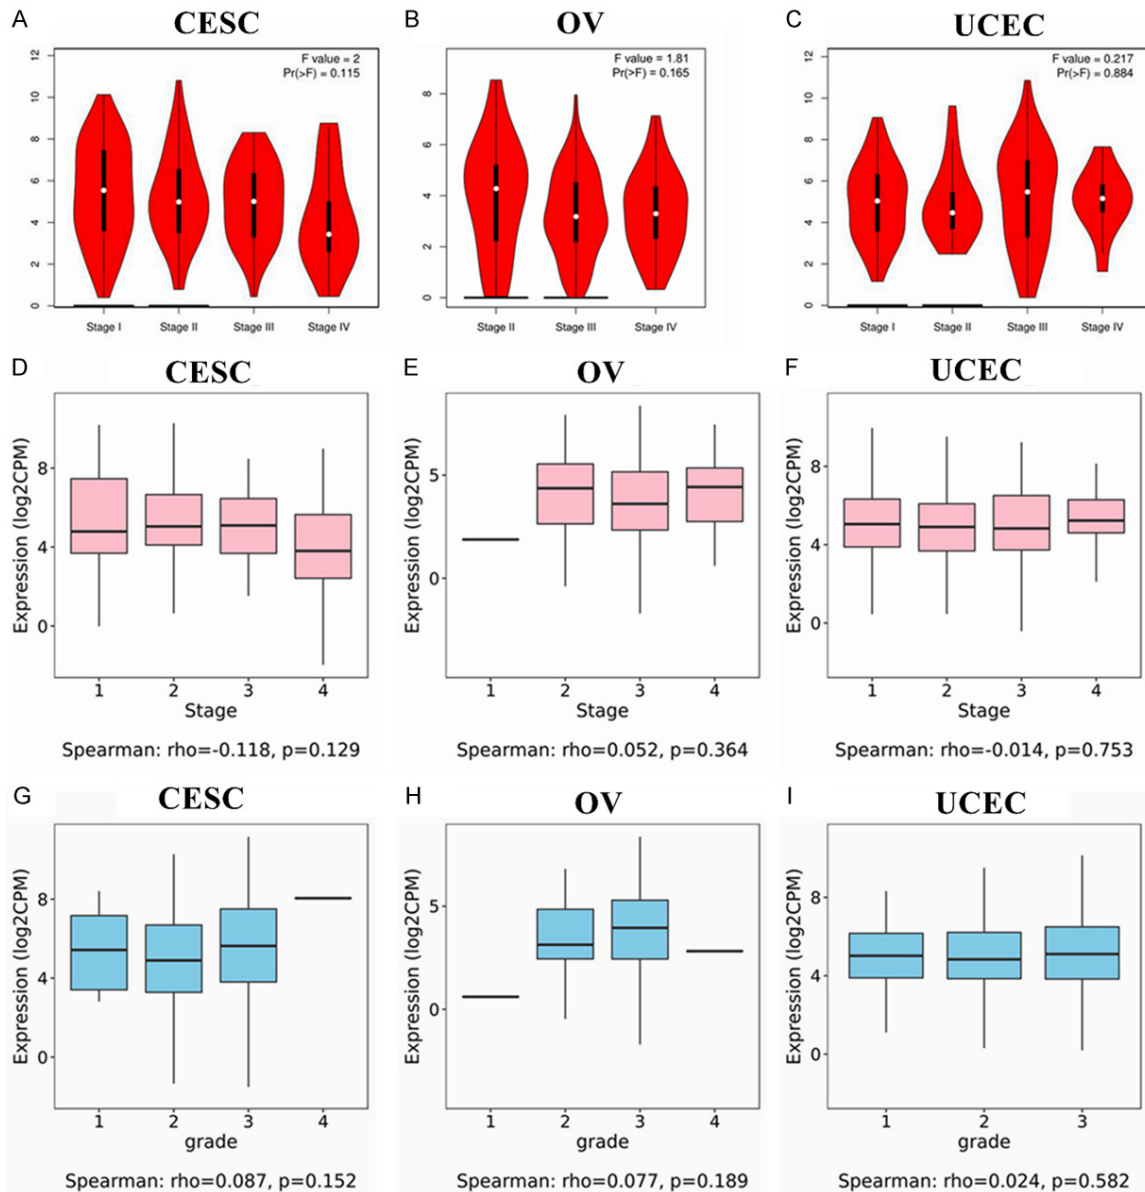 A CESC
F value = 2
Pr(>F) = 0.115
12
10
8
6
4
2
0
Stage I Stage II Stage III Stage IV
B OV
F value = 1.81
Pr(>F) = 0.165
8
6
4
2
0
Stage II Stage III Stage IV
C UCEC
F value = 0.217
Pr(>F) = 0.884
12
10
8
6
4
2
0
Stage I Stage II Stage III Stage IV
D CESC
Expression (log2CPM)
8
4
0
1 2 3 4
Stage
Spearman: rho=-0.118, p=0.129
E OV
Expression (log2CPM)
5
0
1 2 3 4
Stage
Spearman: rho=0.052, p=0.364
F UCEC
Expression (log2CPM)
8
4
0
1 2 3 4
Stage
Spearman: rho=-0.014, p=0.753
G CESC
Expression (log2CPM)
8
4
0
1 2 3 4
grade
Spearman: rho=0.087, p=0.152
H OV
Expression (log2CPM)
5
0
1 2 3 4
grade
Spearman: rho=0.077, p=0.189
I UCEC
Expression (log2CPM)
8
4
0
1 2 3
grade
Spearman: rho=0.024, p=0.582